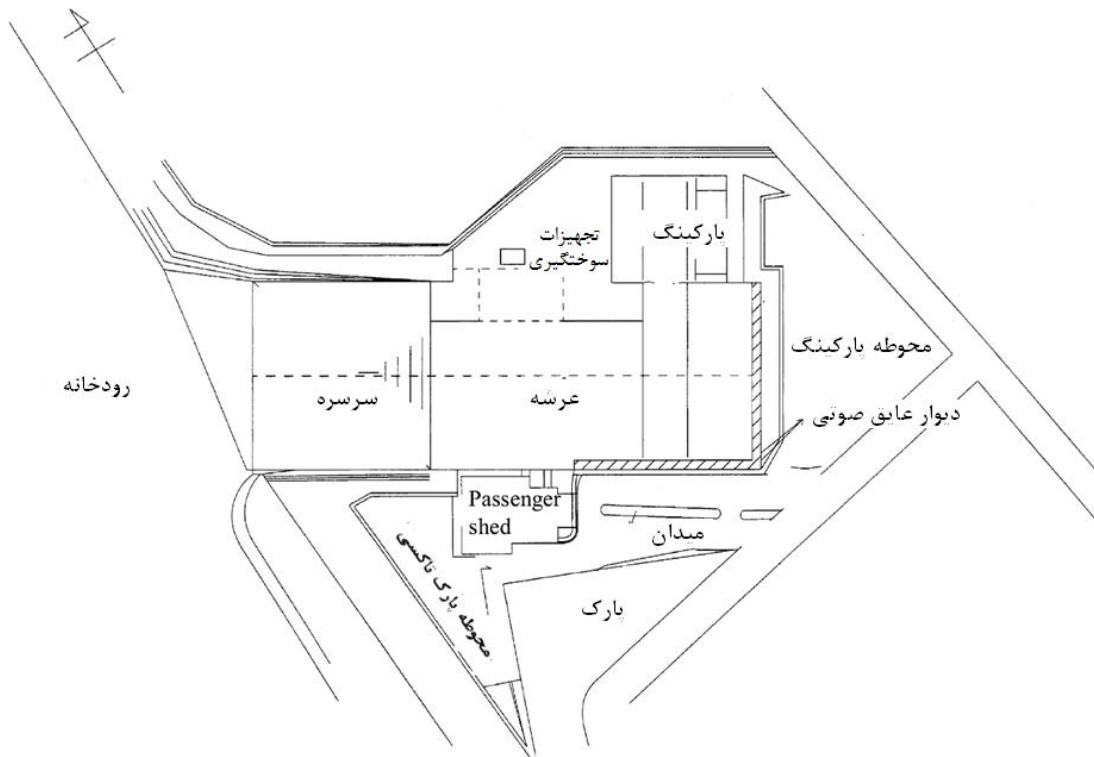 تجهیزات
سوختگیری
پارکینگ
محوطه پارکینگ
رودخانه
سرسره
عرشه
دیوار عایق صوتی
Passenger
shed
میدان
محوطه پارک تاکسی
پارک